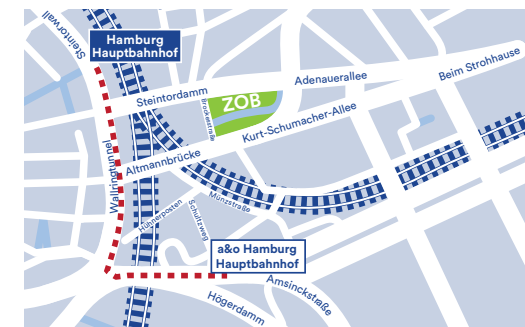 Steintorwall
Hamburg
Hauptbahnhof
Adenauerallee
Beim Strohhause
Steintordamm
ZOB
Brockesstraße
Kurt-Schumacher-Allee
Wallringtunnel
Altmannbrücke
Münzstraße
Hühnerposten
Schultzweg
a&o Hamburg
Hauptbahnhof
Amsinckstraße
Högerdamm